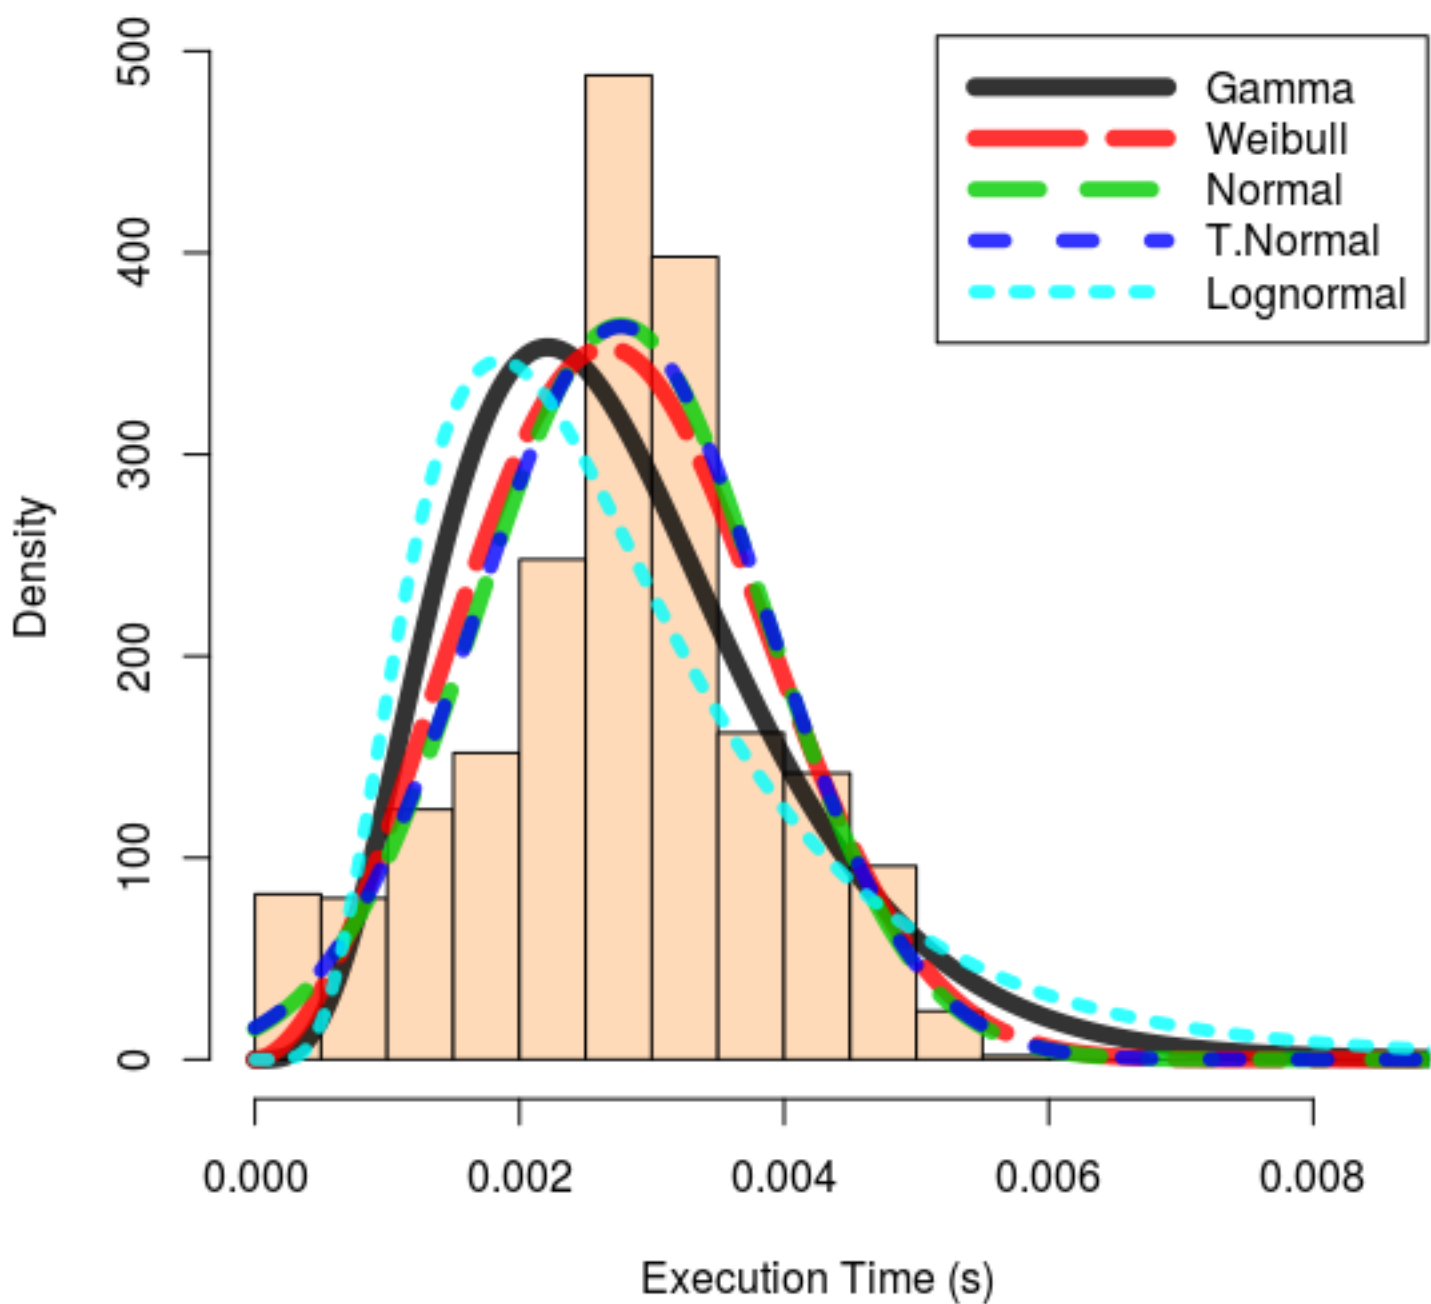 Gamma
Weibull
Normal
T.Normal
Lognormal
Density
500
400
300
200
100
0
0.000 0.002 0.004 0.006 0.008
Execution Time (s)